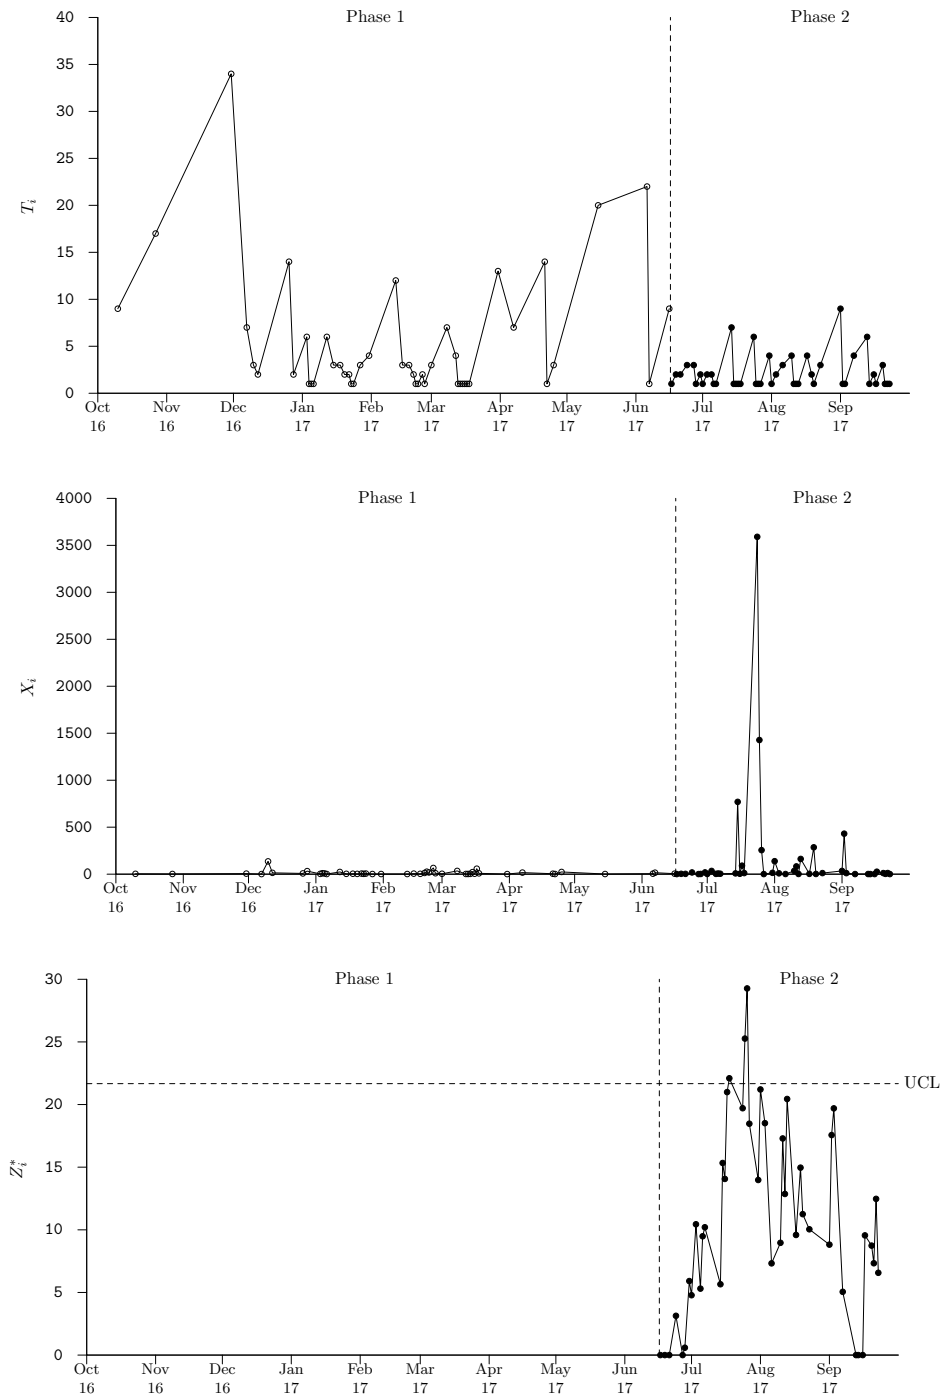 Phase 1 Phase 2
40
35
30
25
20
15
10
5
0
T_i
Oct Nov Dec Jan Feb Mar Apr May Jun Jul Aug Sep
16 16 16 17 17 17 17 17 17 17 17 17
Phase 1 Phase 2
4000
3500
3000
2500
2000
1500
1000
500
0
X_i
Oct Nov Dec Jan Feb Mar Apr May Jun Jul Aug Sep
16 16 16 17 17 17 17 17 17 17 17 17
Phase 1 Phase 2
30
25
UCL
20
15
10
5
0
Z_i^*
Oct Nov Dec Jan Feb Mar Apr May Jun Jul Aug Sep
16 16 16 17 17 17 17 17 17 17 17 17